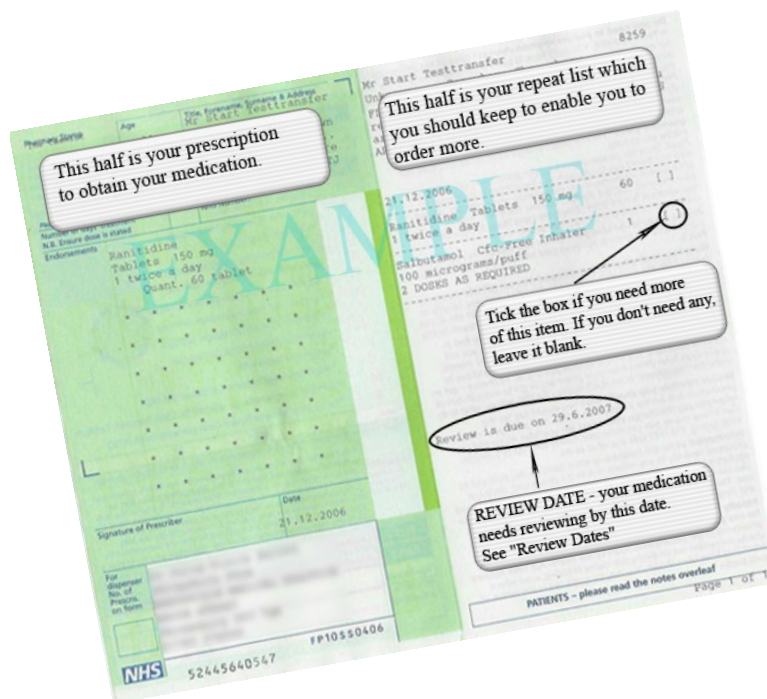 Pharmacy Stamp
Age
Title, Forename, Surname & Address
Mr Start Testtransfer
This half is your prescription
to obtain your medication.
N.B. Ensure dose is stated
Endorsements
Ranitidine
Tablets 150 mg
1 twice a day
Quant. 60 tablet
EXAMPLE
Signature of Prescriber
Date
21.12.2006
For
dispenser
No. of
Prescns.
on form
NHS
52445640547
FP10SS0406
8259
Mr Start Testtransfer
This half is your repeat list which
you should keep to enable you to
order more.
21.12.2006
Ranitidine Tablets 150 mg 60 [ ]
1 twice a day
Salbutamol Cfc-Free Inhaler 1 [ ]
100 micrograms/puff
2 DOSES AS REQUIRED
Tick the box if you need more
of this item. If you don't need any,
leave it blank.
Review is due on 29.6.2007
REVIEW DATE - your medication
needs reviewing by this date.
See "Review Dates"
PATIENTS – please read the notes overleaf
Page 1 of 1